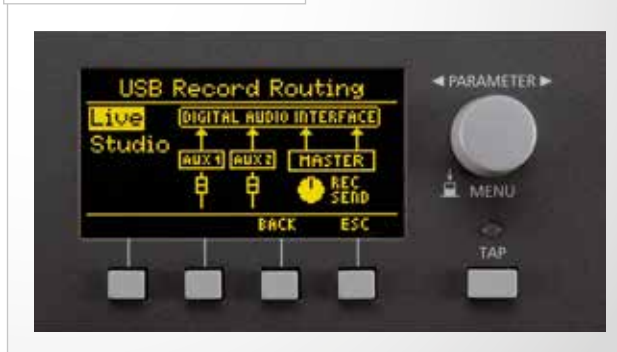 USB Record Routing
Live
Studio
DIGITAL AUDIO INTERFACE
AUX 1 AUX 2 MASTER
REC
SEND
BACK ESC
◄ PARAMETER ►
MENU
TAP